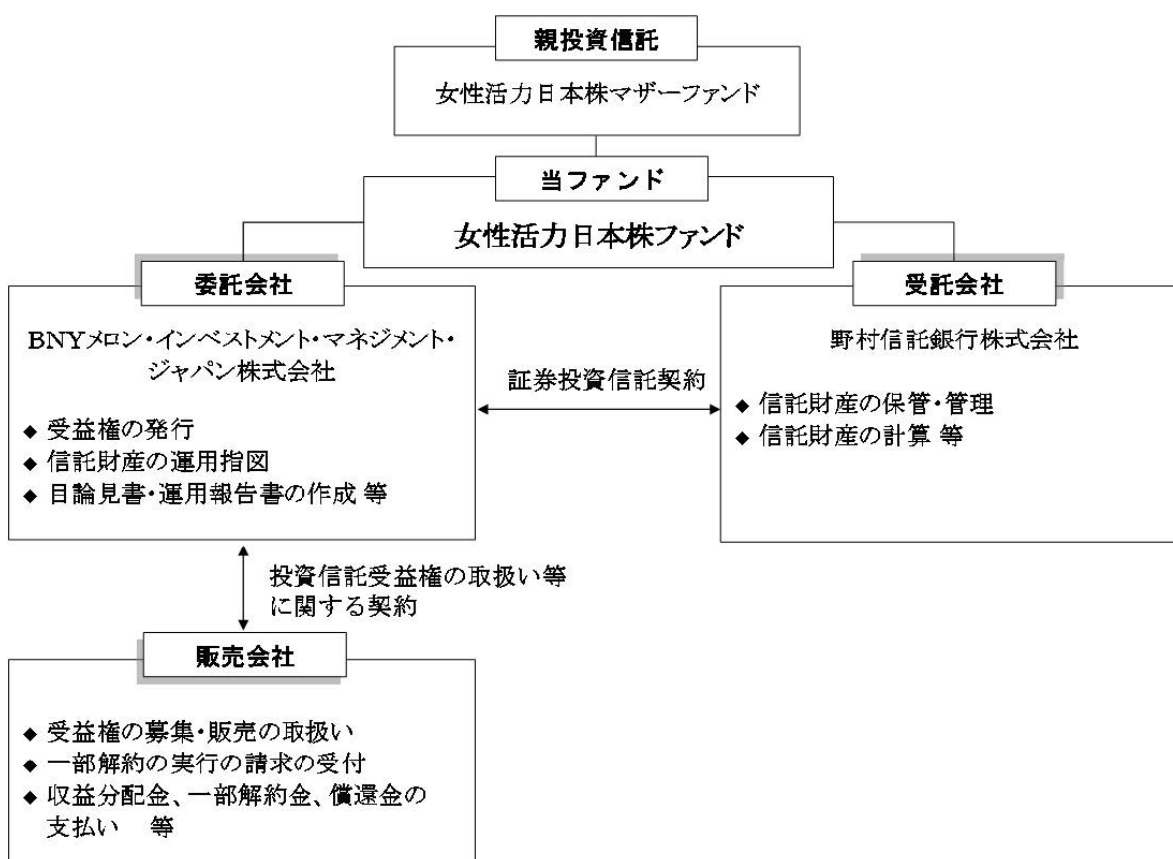 親投資信託
女性活力日本株マザーファンド
当ファンド
女性活力日本株ファンド
委託会社
BNYメロン・インベストメント・マネジメント・
ジャパン株式会社
◆ 受益権の発行
◆ 信託財産の運用指図
◆ 目論見書・運用報告書の作成 等
証券投資信託契約
受託会社
野村信託銀行株式会社
◆ 信託財産の保管・管理
◆ 信託財産の計算 等
投資信託受益権の取扱い等
に関する契約
販売会社
◆ 受益権の募集・販売の取扱い
◆ 一部解約の実行の請求の受付
◆ 収益分配金、一部解約金、償還金の
支払い 等